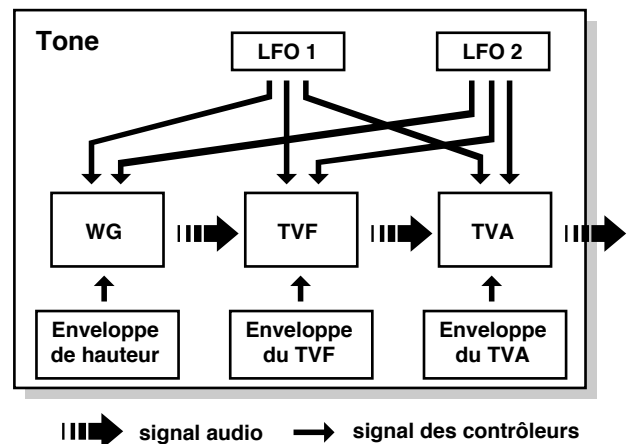 Tone
LFO 1
LFO 2
WG
TVF
TVA
Enveloppe
de hauteur
Enveloppe
du TVF
Enveloppe
du TVA
signal audio
signal des contrôleurs